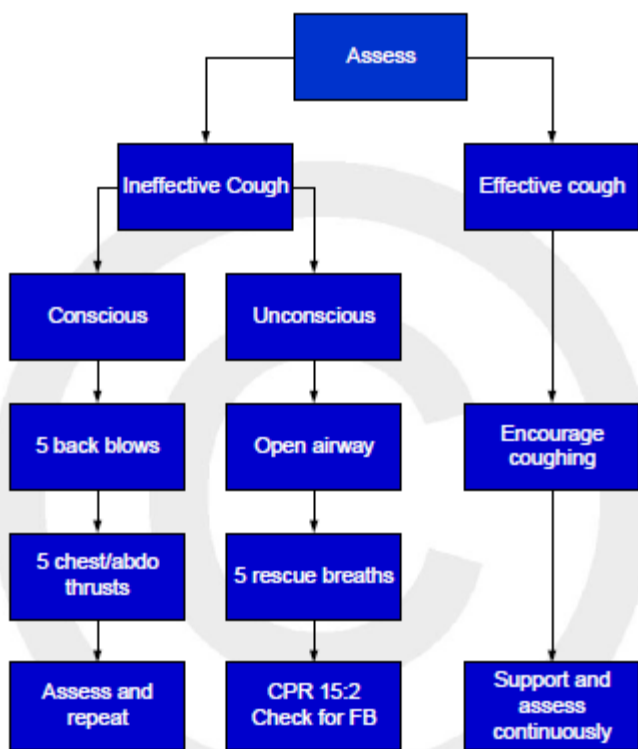 Assess
Ineffective Cough
Effective cough
Conscious
Unconscious
5 back blows
Open airway
Encourage
coughing
5 chest/abdo
thrusts
5 rescue breaths
Assess and
repeat
CPR 15:2
Check for FB
Support and
assess
continuously